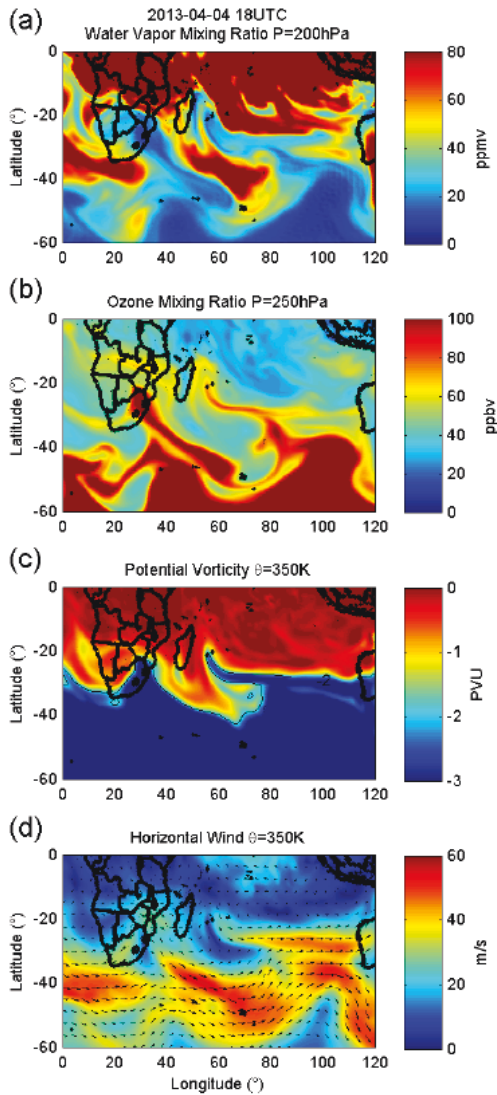 (a)
2013-04-04 18UTC
Water Vapor Mixing Ratio P=200hPa
0
-20
-40
-60
Latitude (°)
0 20 40 60 80 100 120
80
60
40
20
0
ppmv
(b)
Ozone Mixing Ratio P=250hPa
0
-20
-40
-60
Latitude (°)
0 20 40 60 80 100 120
100
80
60
40
20
0
ppbv
(c)
Potential Vorticity θ=350K
0
-20
-40
-60
Latitude (°)
0 20 40 60 80 100 120
-2
0
-1
-2
-3
PVU
(d)
Horizontal Wind θ=350K
0
-20
-40
-60
Latitude (°)
0 20 40 60 80 100 120
Longitude (°)
60
40
20
0
m/s